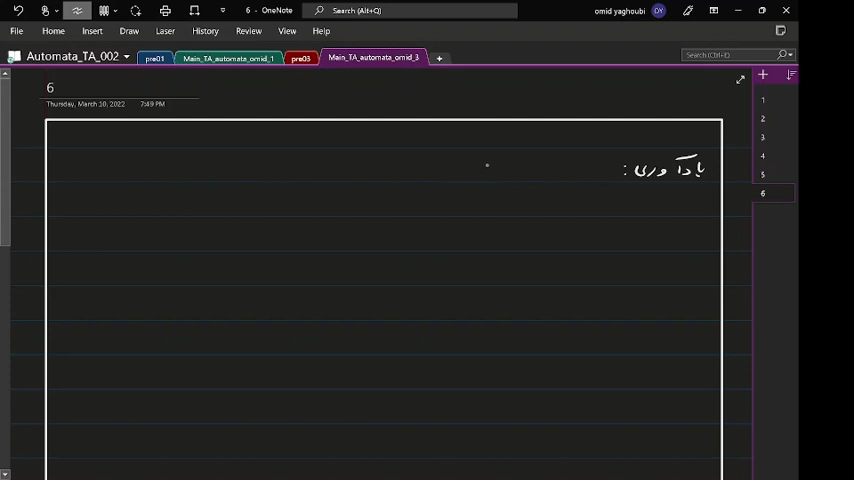 6 - OneNote
Search (Alt+Q)
omid yaghoubi
OY
File Home Insert Draw Laser History Review View Help
Automata_TA_002
pre01
Main_TA_automata_omid_1
pre03
Main_TA_automata_omid_3
+
Search (Ctrl+E)
6
Thursday, March 10, 2022 7:49 PM
یادآوری :
1
2
3
4
5
6